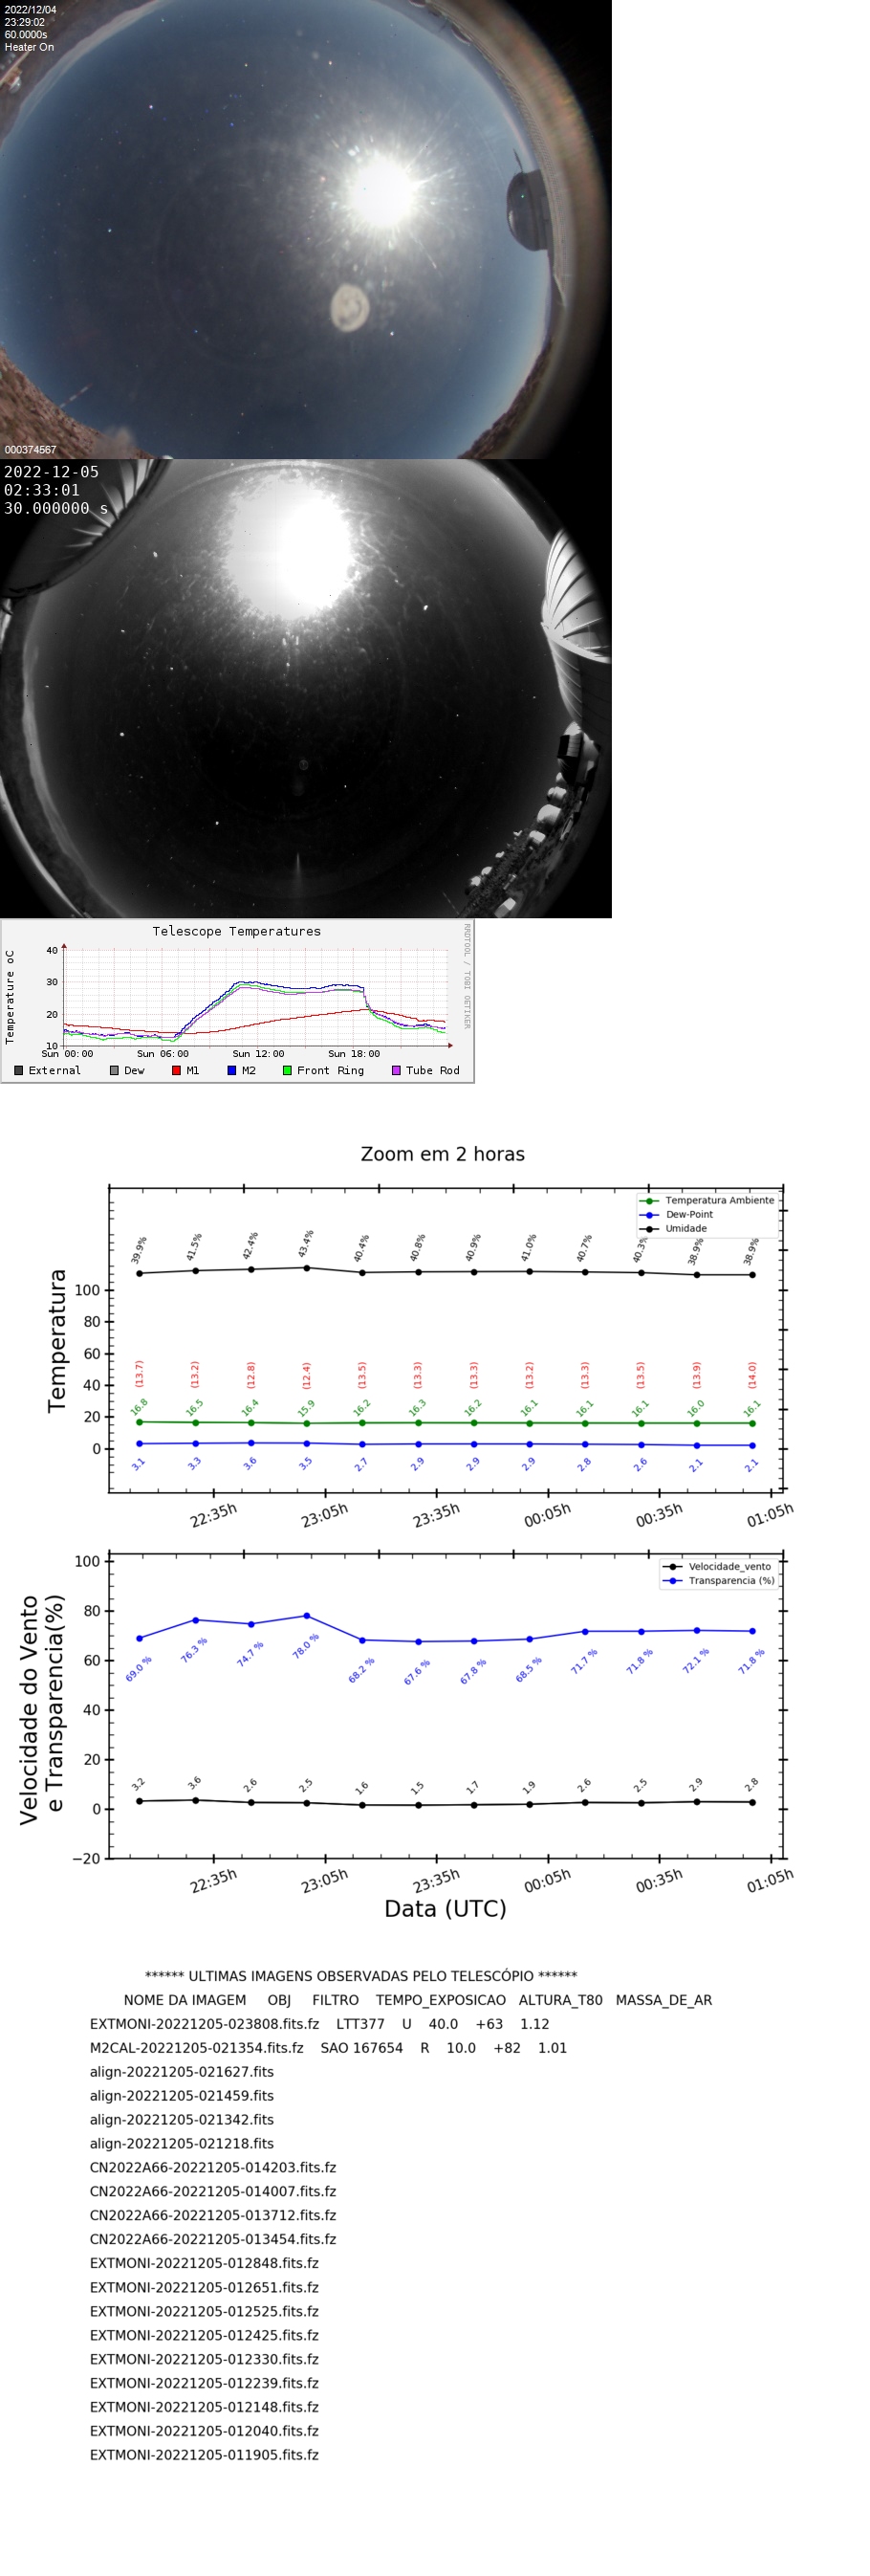 2022/12/04
23:29:02
60.0000s
Heater On
000374567
2022-12-05
02:33:01
30.000000 s
Telescope Temperatures
RRDTOOL / TOBI OETIKER
Temperature oC
40
30
20
10
Sun 00:00 Sun 06:00 Sun 12:00 Sun 18:00
External Dew M1 M2 Front Ring Tube Rod
Zoom em 2 horas
Temperatura Ambiente
Dew-Point
Umidade
39.9% 41.5% 42.4% 43.4% 40.4% 40.8% 40.9% 41.0% 40.7% 40.3% 38.9% 38.9%
Temperatura
100
80
60
40
20
0
(13.7) (13.2) (12.8) (12.4) (13.5) (13.3) (13.3) (13.2) (13.3) (13.5) (13.9) (14.0)
16.8 16.5 16.4 15.9 16.2 16.3 16.2 16.1 16.1 16.1 16.0 16.1
3.1 3.3 3.6 3.5 2.7 2.9 2.9 2.9 2.8 2.6 2.1 2.1
22:35h 23:05h 23:35h 00:05h 00:35h 01:05h
Velocidade_vento
Transparencia (%)
Velocidade do Vento
e Transparencia(%)
100
80
60
40
20
0
−20
69.0 % 76.3 % 74.7 % 78.0 % 68.2 % 67.6 % 67.8 % 68.5 % 71.7 % 71.8 % 72.1 % 71.8 %
3.2 3.6 2.6 2.5 1.6 1.5 1.7 1.9 2.6 2.5 2.9 2.8
22:35h 23:05h 23:35h 00:05h 00:35h 01:05h
Data (UTC)
****** ULTIMAS IMAGENS OBSERVADAS PELO TELESCÓPIO ******
NOME DA IMAGEM OBJ FILTRO TEMPO_EXPOSICAO ALTURA_T80 MASSA_DE_AR
EXTMONI-20221205-023808.fits.fz LTT377 U 40.0 +63 1.12
M2CAL-20221205-021354.fits.fz SAO 167654 R 10.0 +82 1.01
align-20221205-021627.fits
align-20221205-021459.fits
align-20221205-021342.fits
align-20221205-021218.fits
CN2022A66-20221205-014203.fits.fz
CN2022A66-20221205-014007.fits.fz
CN2022A66-20221205-013712.fits.fz
CN2022A66-20221205-013454.fits.fz
EXTMONI-20221205-012848.fits.fz
EXTMONI-20221205-012651.fits.fz
EXTMONI-20221205-012525.fits.fz
EXTMONI-20221205-012425.fits.fz
EXTMONI-20221205-012330.fits.fz
EXTMONI-20221205-012239.fits.fz
EXTMONI-20221205-012148.fits.fz
EXTMONI-20221205-012040.fits.fz
EXTMONI-20221205-011905.fits.fz